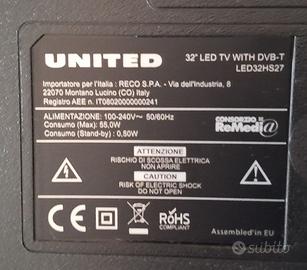 UNITED
32" LED TV WITH DVB-T
LED32HS27
Importatore per l'Italia : RECO S.P.A. - Via dell'Industria, 8
22070 Montano Lucino (CO) Italy
Registro AEE n. IT08020000000241
ALIMENTAZIONE: 100-240V~ 50/60Hz
Consumo (Max): 55,0W
Consumo (Stand-by) : 0,50W
CONSORZIO
ReMedia
ATTENZIONE
RISCHIO DI SCOSSA ELETTRICA
NON APRIRE
CAUTION
RISK OF ELECTRIC SHOCK
DO NOT OPEN
CE
RoHS
COMPLIANT
Assembled in EU
subito